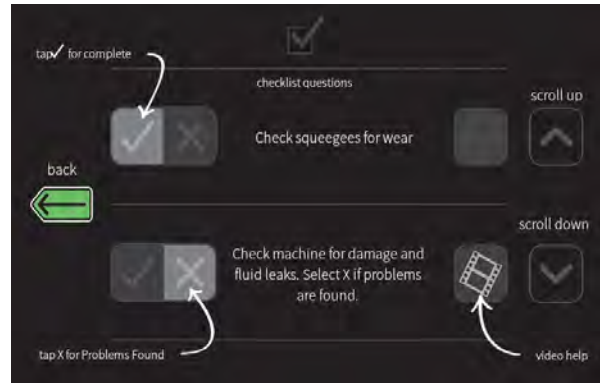 tap✓ for complete
checklist questions
scroll up
Check squeegees for wear
back
scroll down
Check machine for damage and
fluid leaks. Select X if problems
are found.
tap X for Problems Found
video help